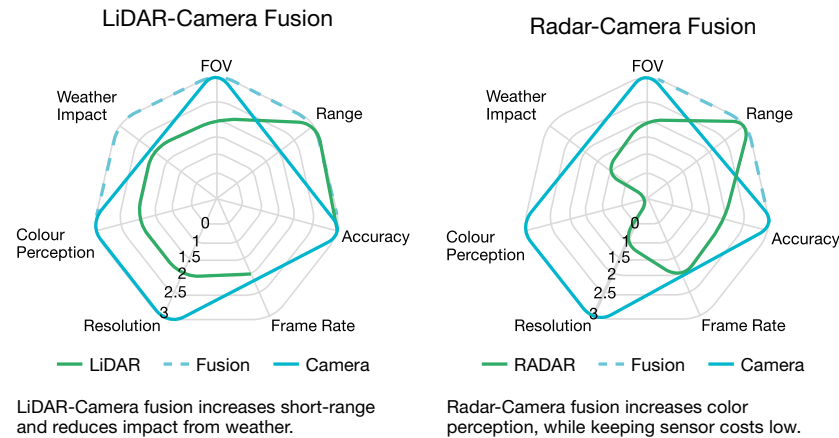 LiDAR-Camera Fusion
FOV
Weather
Impact
Range
Colour
Perception
Accuracy
0
1
1.5
2
2.5
3
Resolution
Frame Rate
LiDAR
Fusion
Camera
LiDAR-Camera fusion increases short-range
and reduces impact from weather.
Radar-Camera Fusion
FOV
Weather
Impact
Range
Colour
Perception
Accuracy
0
1
1.5
2
2.5
3
Resolution
Frame Rate
RADAR
Fusion
Camera
Radar-Camera fusion increases color
perception, while keeping sensor costs low.